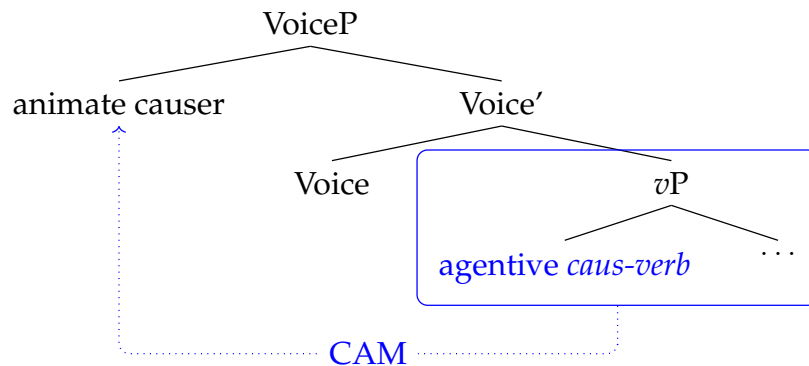 VoiceP
animate causer Voice’
Voice vP
agentive caus-verb ...
CAM